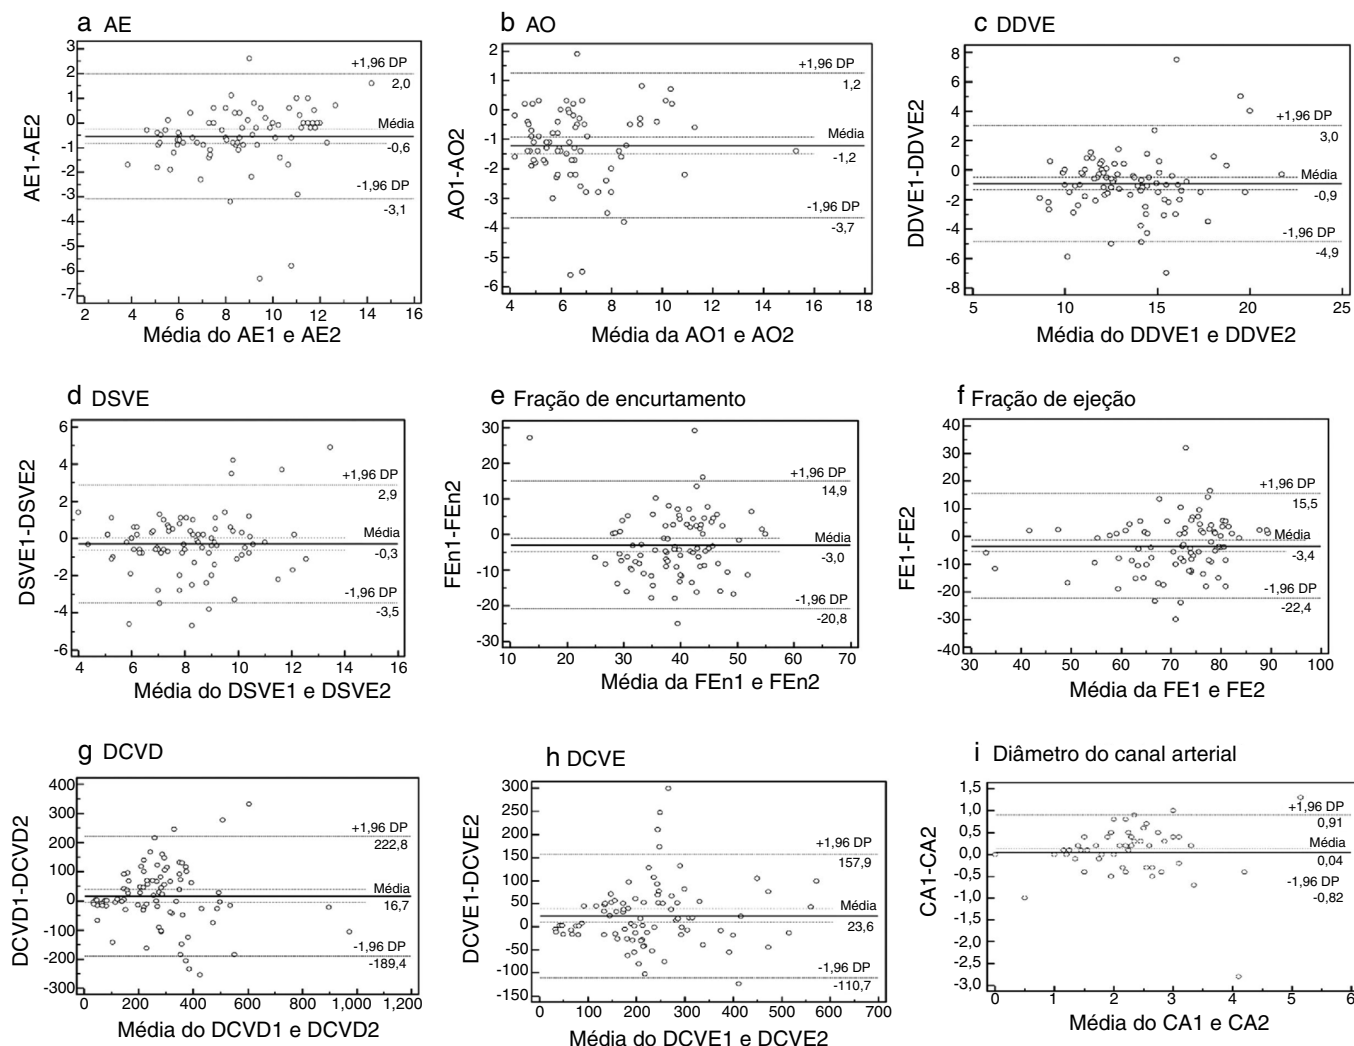 a AE
3
2
1
0
-1
-2
-3
-4
-5
-6
-7
+1,96 DP
2,0
Média
-0,6
-1,96 DP
-3,1
AE1-AE2
2 4 6 8 10 12 14 16
Média do AE1 e AE2
b AO
2
1
0
-1
-2
-3
-4
-5
-6
+1,96 DP
1,2
Média
-1,2
-1,96 DP
-3,7
AO1-AO2
4 6 8 10 12 14 16 18
Média da AO1 e AO2
c DDVE
8
6
4
2
0
-2
-4
-6
-8
+1,96 DP
3,0
Média
-0,9
-1,96 DP
-4,9
DDVE1-DDVE2
5 10 15 20 25
Média do DDVE1 e DDVE2
d DSVE
6
4
2
0
-2
-4
-6
+1,96 DP
2,9
Média
-0,3
-1,96 DP
-3,5
DSVE1-DSVE2
4 6 8 10 12 14 16
Média do DSVE1 e DSVE2
e Fração de encurtamento
30
20
10
0
-10
-20
-30
+1,96 DP
14,9
Média
-3,0
-1,96 DP
-20,8
FEn1-FEn2
10 20 30 40 50 60 70
Média da FEn1 e FEn2
f Fração de ejeção
40
30
20
10
0
-10
-20
-30
-40
+1,96 DP
15,5
Média
-3,4
-1,96 DP
-22,4
FE1-FE2
30 40 50 60 70 80 90 100
Média da FE1 e FE2
g DCVD
400
300
200
100
0
-100
-200
-300
+1,96 DP
222,8
Média
16,7
-1,96 DP
-189,4
DCVD1-DCVD2
0 200 400 600 800 1,000 1,200
Média do DCVD1 e DCVD2
h DCVE
300
250
200
150
100
50
0
-50
-100
-150
+1,96 DP
157,9
Média
23,6
-1,96 DP
-110,7
DCVE1-DCVE2
0 100 200 300 400 500 600 700
Média do DCVE1 e DCVE2
i Diâmetro do canal arterial
1,5
1,0
0,5
0,0
-0,5
-1,0
-1,5
-2,0
-2,5
-3,0
+1,96 DP
0,91
Média
0,04
-1,96 DP
-0,82
CA1-CA2
0 1 2 3 4 5 6
Média do CA1 e CA2